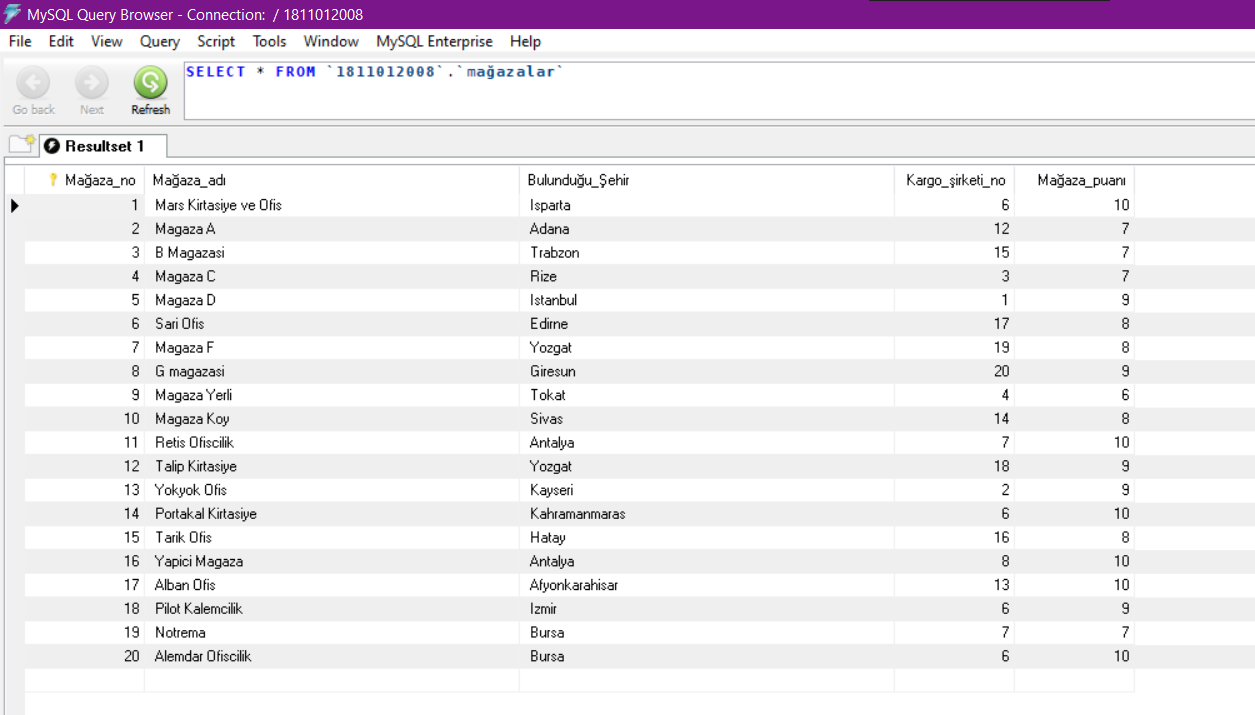 MySQL Query Browser - Connection: / 1811012008
File Edit View Query Script Tools Window MySQL Enterprise Help
SELECT * FROM `1811012008`.`mağazalar`
Go back Next Refresh
Resultset 1
Mağaza_no Mağaza_adı Bulunduğu_Şehir Kargo_şirketi_no Mağaza_puanı
1 Mars Kirtasiye ve Ofis Isparta 6 10
2 Magaza A Adana 12 7
3 B Magazasi Trabzon 15 7
4 Magaza C Rize 3 7
5 Magaza D Istanbul 1 9
6 Sari Ofis Edirne 17 8
7 Magaza F Yozgat 19 8
8 G magazasi Giresun 20 9
9 Magaza Yerli Tokat 4 6
10 Magaza Koy Sivas 14 8
11 Retis Ofiscilik Antalya 7 10
12 Talip Kirtasiye Yozgat 18 9
13 Yokyok Ofis Kayseri 2 9
14 Portakal Kirtasiye Kahramanmaras 6 10
15 Tarik Ofis Hatay 16 8
16 Yapici Magaza Antalya 8 10
17 Alban Ofis Afyonkarahisar 13 10
18 Pilot Kalemcilik Izmir 6 9
19 Notrema Bursa 7 7
20 Alemdar Ofiscilik Bursa 6 10